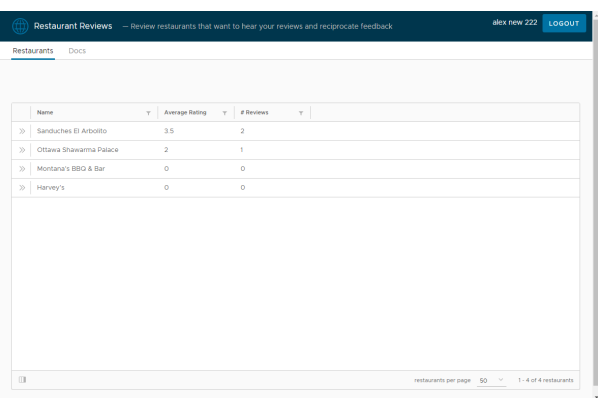 Restaurant Reviews — Review restaurants that want to hear your reviews and reciprocate feedback alex new 222 LOGOUT
Restaurants Docs
Name Average Rating # Reviews
Sanduches El Arbolito 3.5 2
Ottawa Shawarma Palace 2 1
Montana's BBQ & Bar 0 0
Harvey's 0 0
restaurants per page 50 1 - 4 of 4 restaurants